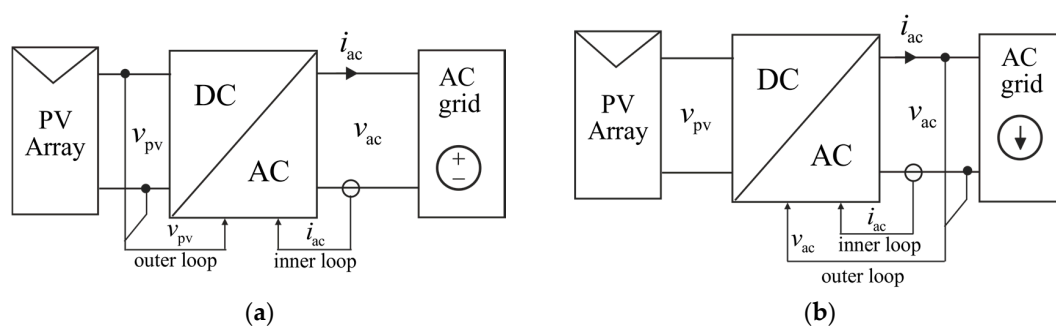 PV
Array
v_pv
DC
AC
i_ac
v_ac
AC
grid
+
−
v_pv
outer loop
i_ac
inner loop
(a)
PV
Array
v_pv
DC
AC
i_ac
v_ac
AC
grid
v_ac
i_ac
inner loop
outer loop
(b)